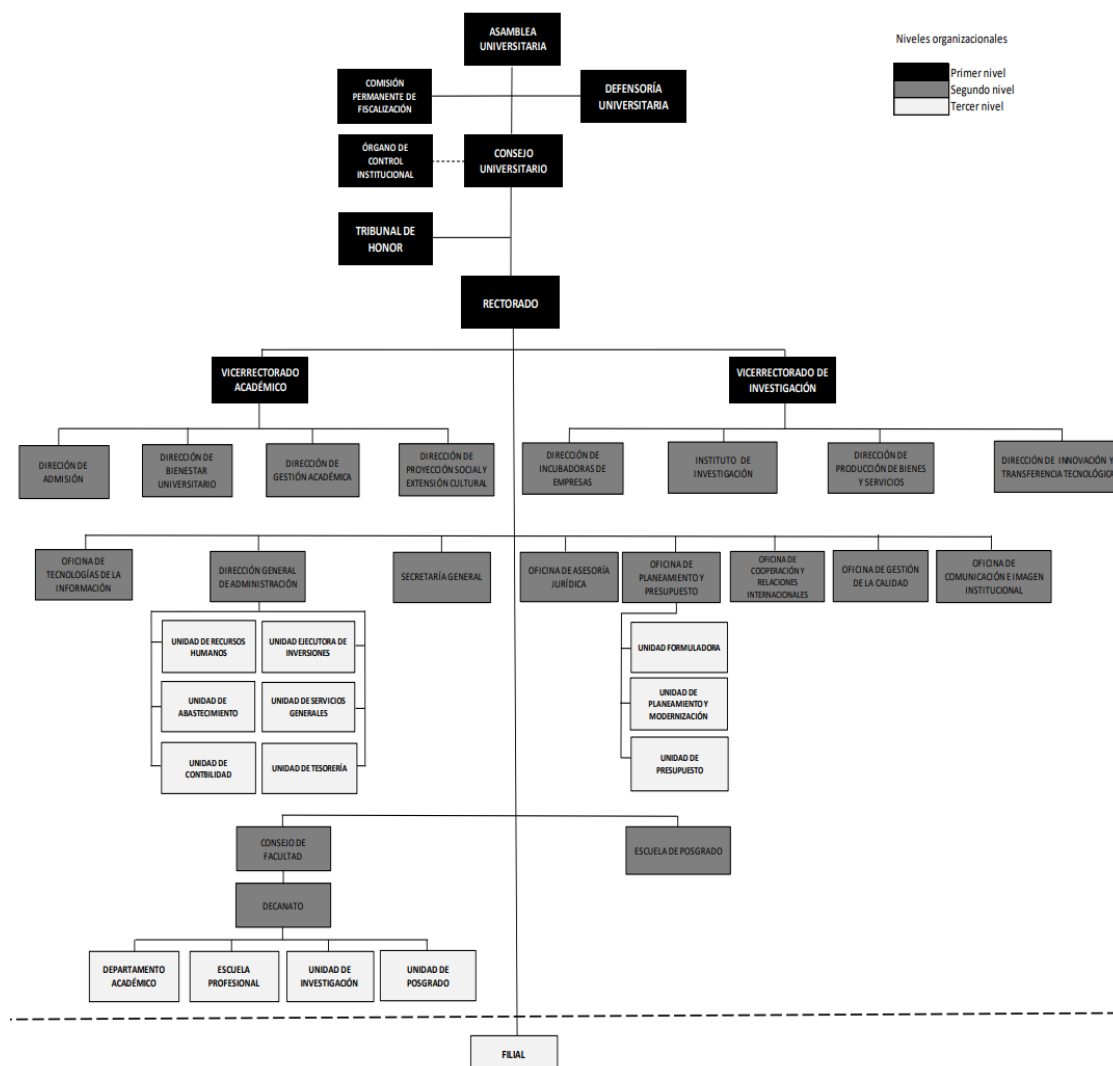 ASAMBLEA
UNIVERSITARIA
Niveles organizacionales
Primer nivel
Segundo nivel
Tercer nivel
COMISIÓN
PERMANENTE DE
FISCALIZACIÓN
DEFENSORÍA
UNIVERSITARIA
ÓRGANO DE
CONTROL
INSTITUCIONAL
CONSEJO
UNIVERSITARIO
TRIBUNAL DE
HONOR
RECTORADO
VICERRECTORADO
ACADÉMICO
VICERRECTORADO DE
INVESTIGACIÓN
DIRECIÓN DE
ADMISIÓN
DIRECCIÓN DE
BIENESTAR
UNIVERSITARIO
DIRECCIÓN DE
GESTIÓN ACADÉMICA
DIRECCIÓN DE
PROYECCIÓN SOCIAL Y
EXTENSIÓN CULTURAL
DIRECCIÓN DE
INCUBADORAS DE
EMPRESAS
INSTITUTO DE
INVESTIGACIÓN
DIRECCIÓN DE
PRODUCCIÓN DE BIENES
Y SERVICIOS
DIRECCIÓN DE INNOVACIÓN Y
TRANSFERENCIA TECNOLÓGICA
OFICINA DE
TECNOLOGÍAS DE LA
INFORMACIÓN
DIRECCIÓN GENERAL
DE ADMINISTRACIÓN
SECRETARÍA GENERAL
OFICINA DE ASESORÍA
JURÍDICA
OFICINA DE
PLANEAMIENTO Y
PRESUPUESTO
OFICINA DE
COOPERACIÓN Y
RELACIONES
INTERNACIONALES
OFICINA DE GESTIÓN
DE LA CALIDAD
OFICINA DE
COMUNICACIÓN E IMAGEN
INSTITUCIONAL
UNIDAD DE RECURSOS
HUMANOS
UNIDAD EJECUTORA DE
INVERSIONES
UNIDAD DE
ABASTECIMIENTO
UNIDAD DE SERVICIOS
GENERALES
UNIDAD DE
CONTBILIDAD
UNIDAD DE TESORERÍA
UNIDAD FORMULADORA
UNIDAD DE
PLANEAMIENTO Y
MODERNIZACIÓN
UNIDAD DE
PRESUPUESTO
CONSEJO DE
FACULTAD
ESCUELA DE POSGRADO
DECANATO
DEPARTAMENTO
ACADÉMICO
ESCUELA
PROFESIONAL
UNIDAD DE
INVESTIGACIÓN
UNIDAD DE
POSGRADO
FILIAL